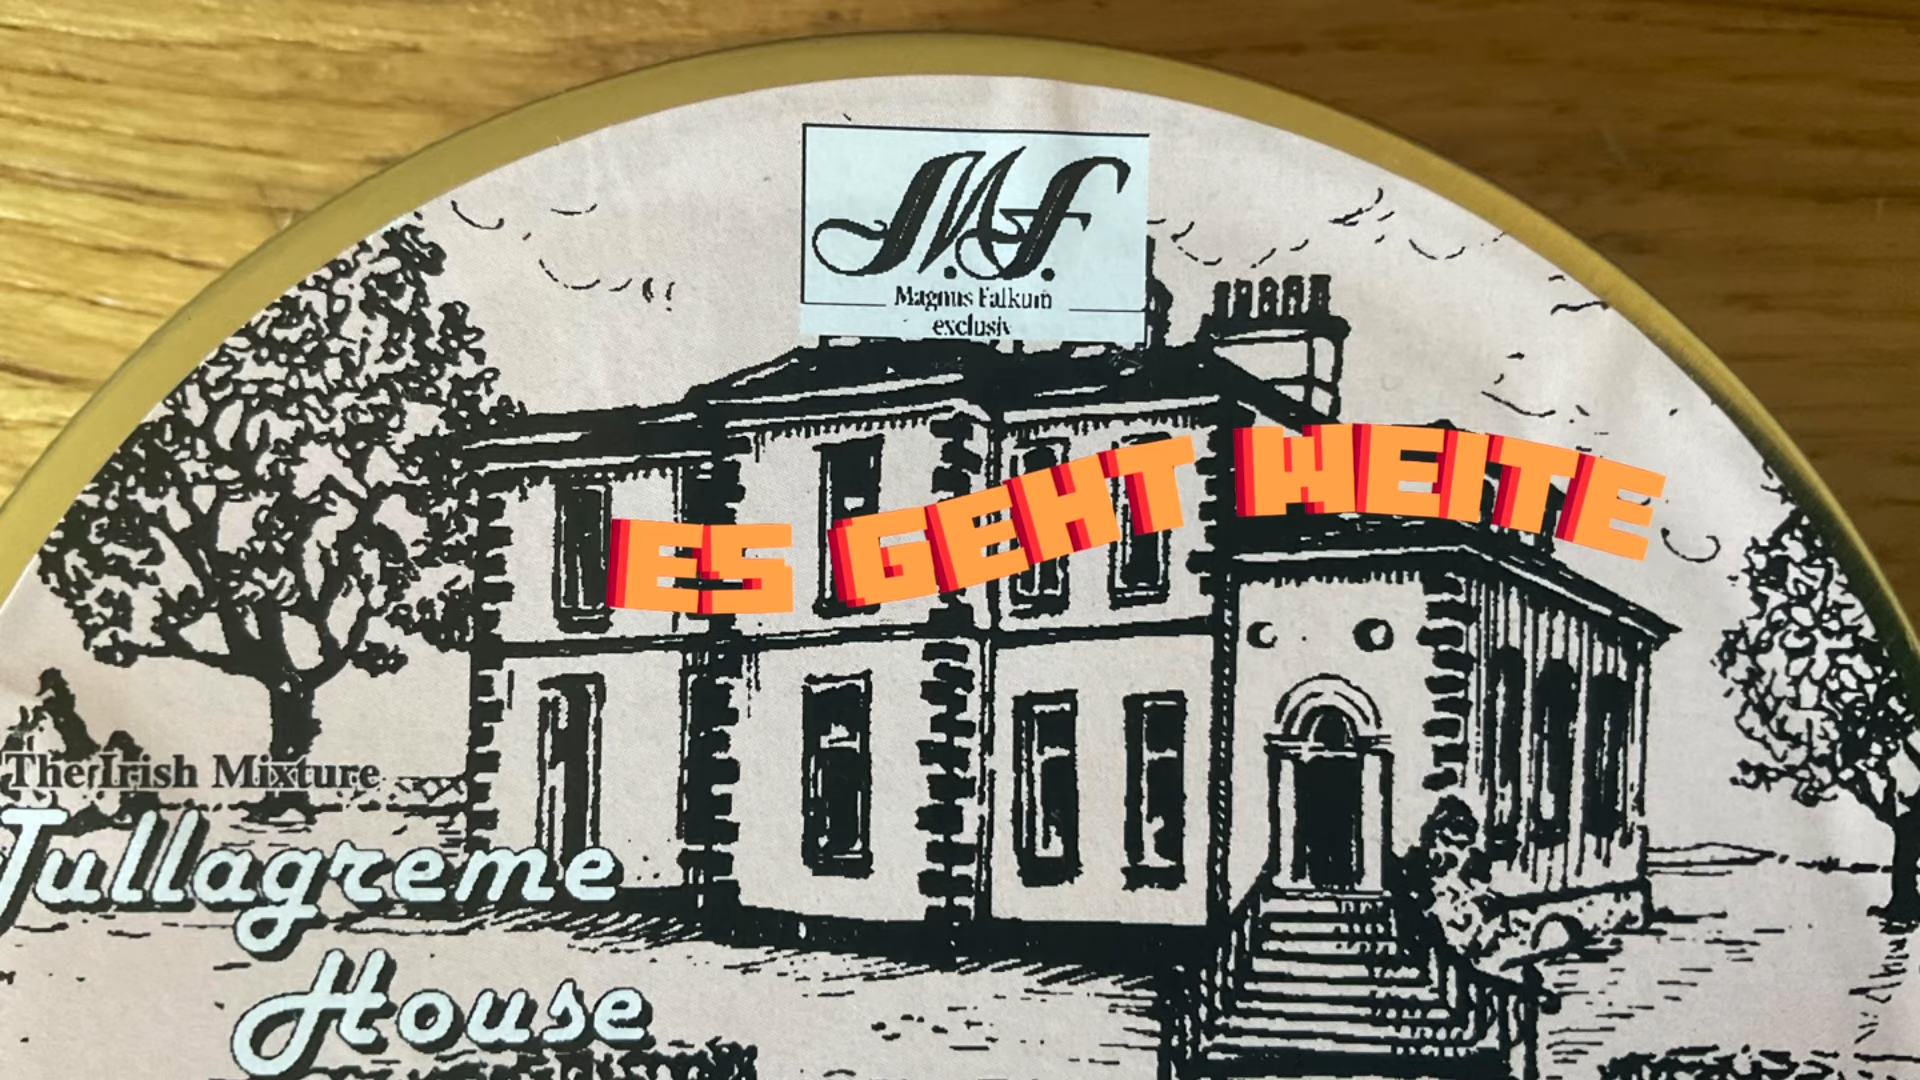 M.F.
Magnus Falkum
exclusiv
ES GEHT WEITE
The Irish Mixture
Tullagreme
House